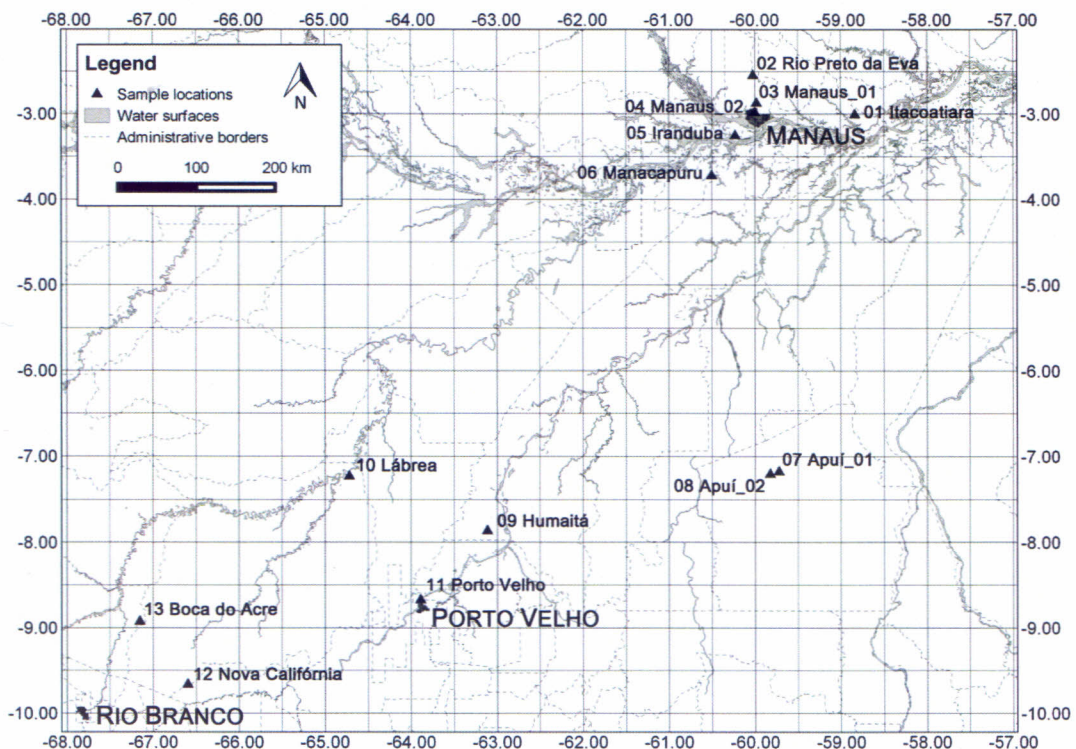 -68.00 -67.00 -66.00 -65.00 -64.00 -63.00 -62.00 -61.00 -60.00 -59.00 -58.00 -57.00
Legend
Sample locations
Water surfaces
Administrative borders
0 100 200 km
N
02 Rio Preto da Eva
03 Manaus_01
04 Manaus_02
01 Itacoatiara
05 Iranduba
MANAUS
06 Manacapuru
-3.00 -3.00
-4.00 -4.00
-5.00 -5.00
-6.00 -6.00
-7.00 -7.00
07 Apuí_01
10 Lábrea
08 Apuí_02
09 Humaitá
-8.00 -8.00
11 Porto Velho
13 Boca do Acre
PORTO VELHO
-9.00 -9.00
12 Nova Califórnia
RIO BRANCO
-10.00 -10.00
-68.00 -67.00 -66.00 -65.00 -64.00 -63.00 -62.00 -61.00 -60.00 -59.00 -58.00 -57.00